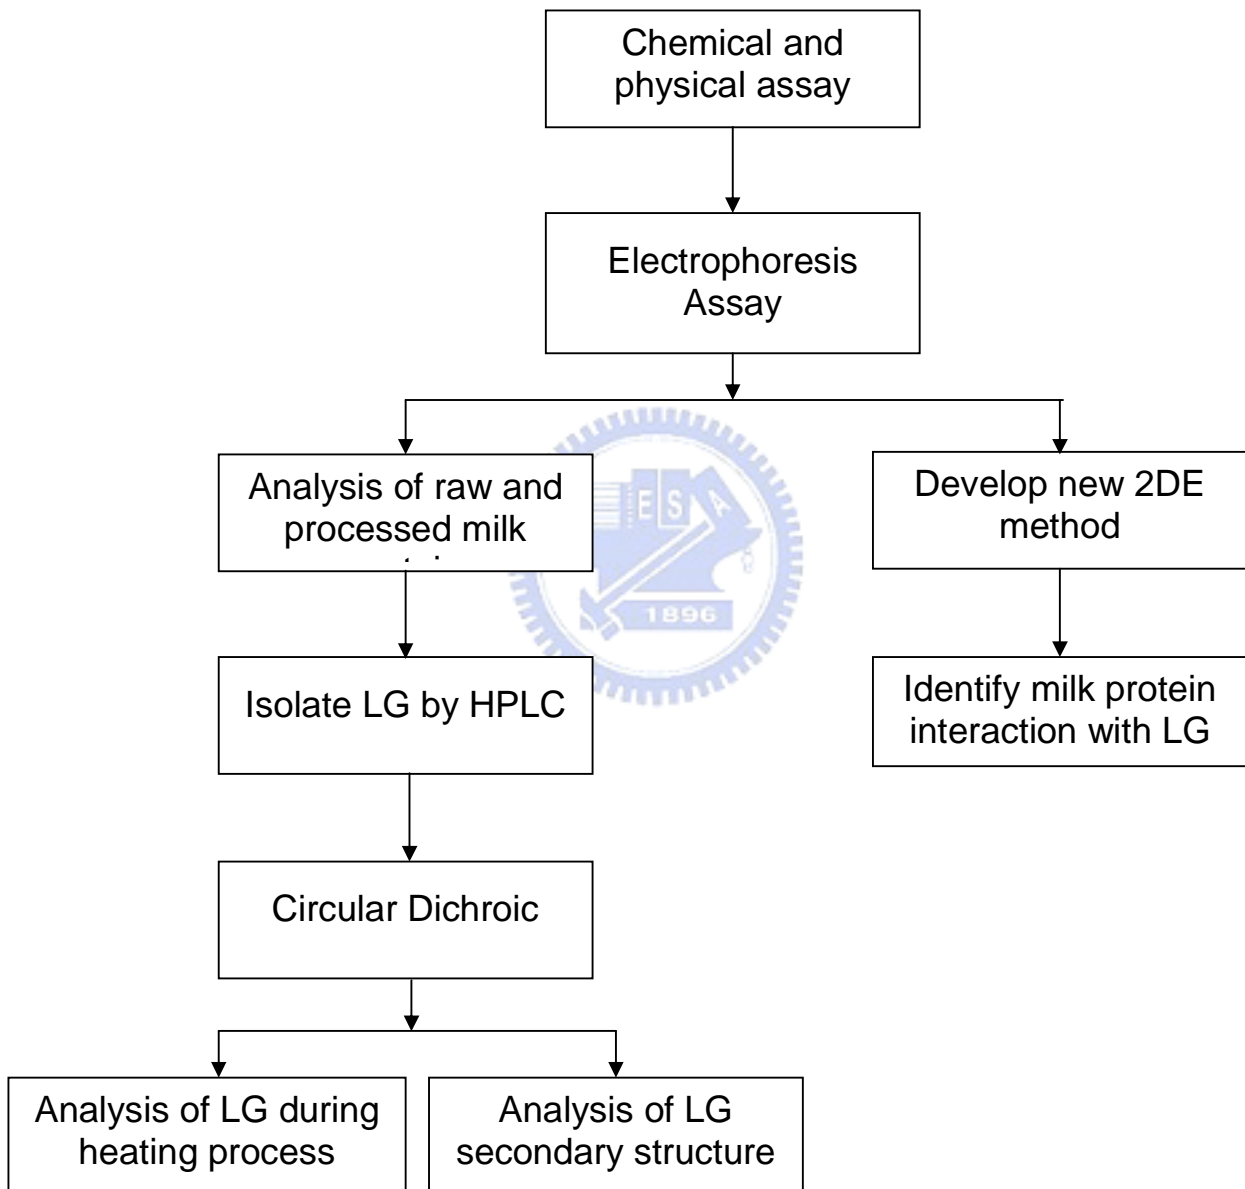 Chemical and
physical assay
Electrophoresis
Assay
Analysis of raw and
processed milk
Develop new 2DE
method
E S A
1896
Isolate LG by HPLC
Identify milk protein
interaction with LG
Circular Dichroic
Analysis of LG during
heating process
Analysis of LG
secondary structure